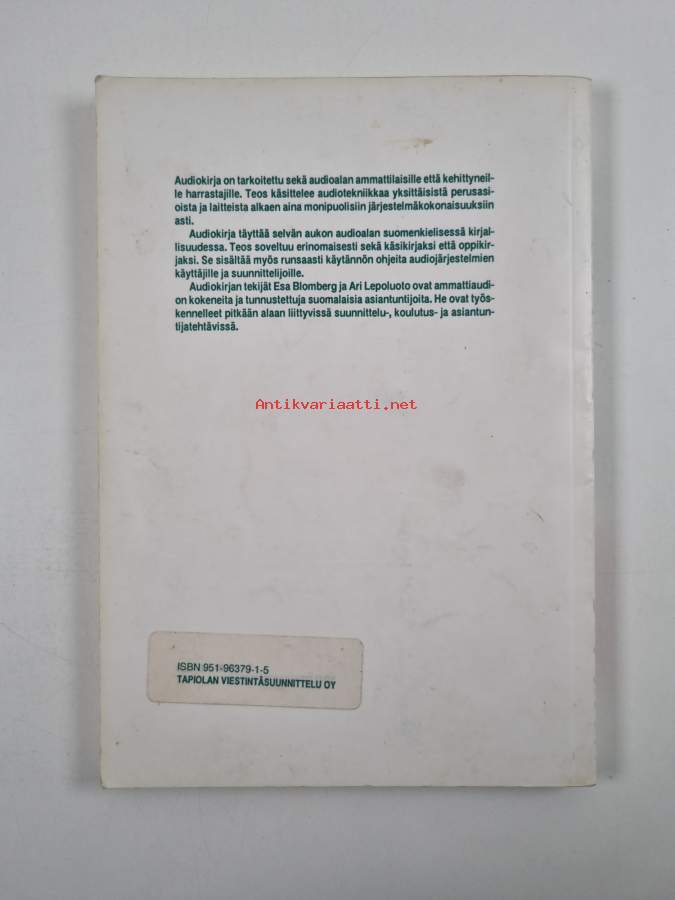 Audiokirja on tarkoitettu sekä audioalan ammattilaisille että kehittyneil-
le harrastajille. Teos käsittelee audiotekniikkaa yksittäisistä perusasi-
oista ja laitteista alkaen aina monipuolisiin järjestelmäkokonaisuuksiin
asti.
Audiokirja täyttää selvän aukon audioalan suomenkielisessä kirjal-
lisuudessa. Teos soveltuu erinomaisesti sekä käsikirjaksi että oppikir-
jaksi. Se sisältää myös runsaasti käytännön ohjeita audiojärjestelmien
käyttäjille ja suunnittelijoille.
Audiokirjan tekijät Esa Blomberg ja Ari Lepoluoto ovat ammattiaudi-
on kokeneita ja tunnustettuja suomalaisia asiantuntijoita. He ovat työs-
kennelleet pitkään alaan liittyvissä suunnittelu-, koulutus- ja asiantun-
tijatehtävissä.
Antikvariaatti.net
ISBN 951-96379-1-5
TAPIOLAN VIESTINTÄSUUNNITTELU OY